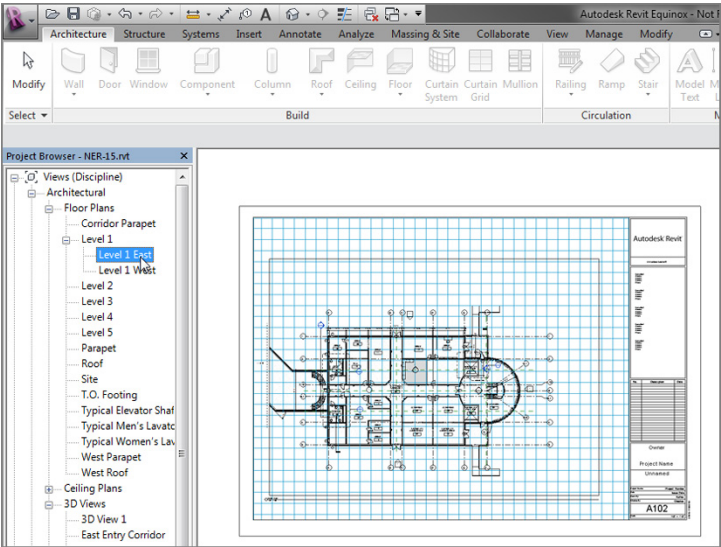 Autodesk Revit Equinox - Not
Architecture Structure Systems Insert Annotate Analyze Massing & Site Collaborate View Manage Modify
Modify Wall Door Window Component Column Roof Ceiling Floor Curtain System Curtain Grid Mullion Railing Ramp Stair Model Text
Select Build Circulation
Project Browser - NER-15.rvt
Views (Discipline)
Architectural
Floor Plans
Corridor Parapet
Level 1
Level 1 East
Level 1 West
Level 2
Level 3
Level 4
Level 5
Parapet
Roof
Site
T.O. Footing
Typical Elevator Shaf
Typical Men's Lavato
Typical Women's Lav
West Parapet
West Roof
Ceiling Plans
3D Views
3D View 1
East Entry Corridor
Autodesk Revit
Owner
Project Name
Unnamed
A102